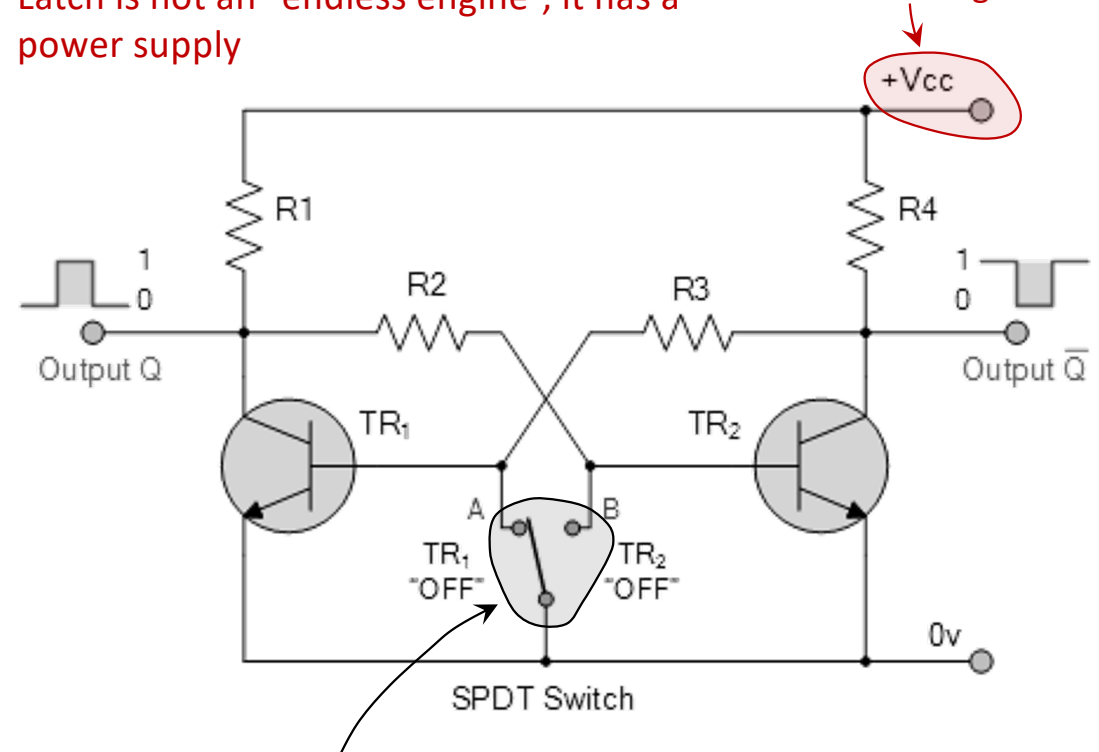 Latch is not an "endless engine", it has a
power supply
+Vcc
R1
R4
1
0
R2
R3
1
0
Output Q
Output Q̅
TR₁
TR₂
A
B
TR₁
"OFF"
TR₂
"OFF"
0v
SPDT Switch